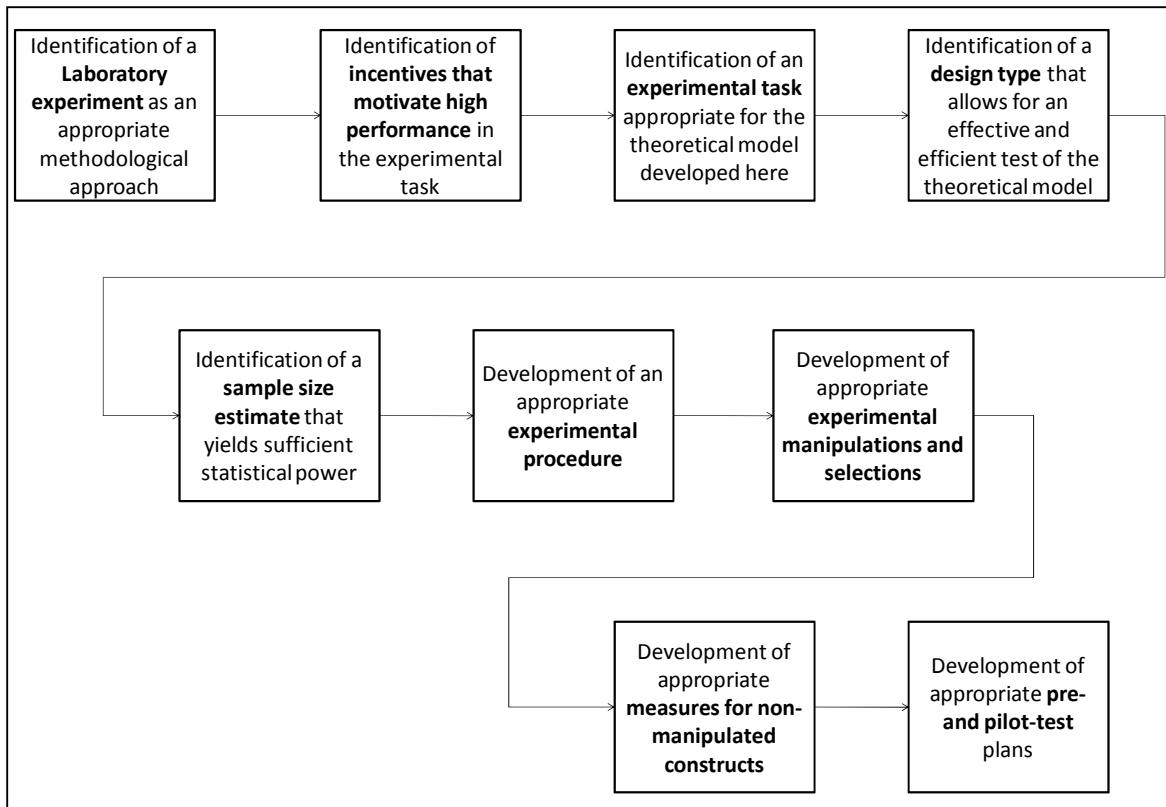 Identification of a
Laboratory
experiment as an
appropriate
methodological
approach
Identification of
incentives that
motivate high
performance in
the experimental
task
Identification of an
experimental task
appropriate for the
theoretical model
developed here
Identification of a
design type that
allows for an
effective and
efficient test of the
theoretical model
Identification of a
sample size
estimate that
yields sufficient
statistical power
Development of an
appropriate
experimental
procedure
Development of
appropriate
experimental
manipulations and
selections
Development of
appropriate
measures for non-
manipulated
constructs
Development of
appropriate pre-
and pilot-test
plans